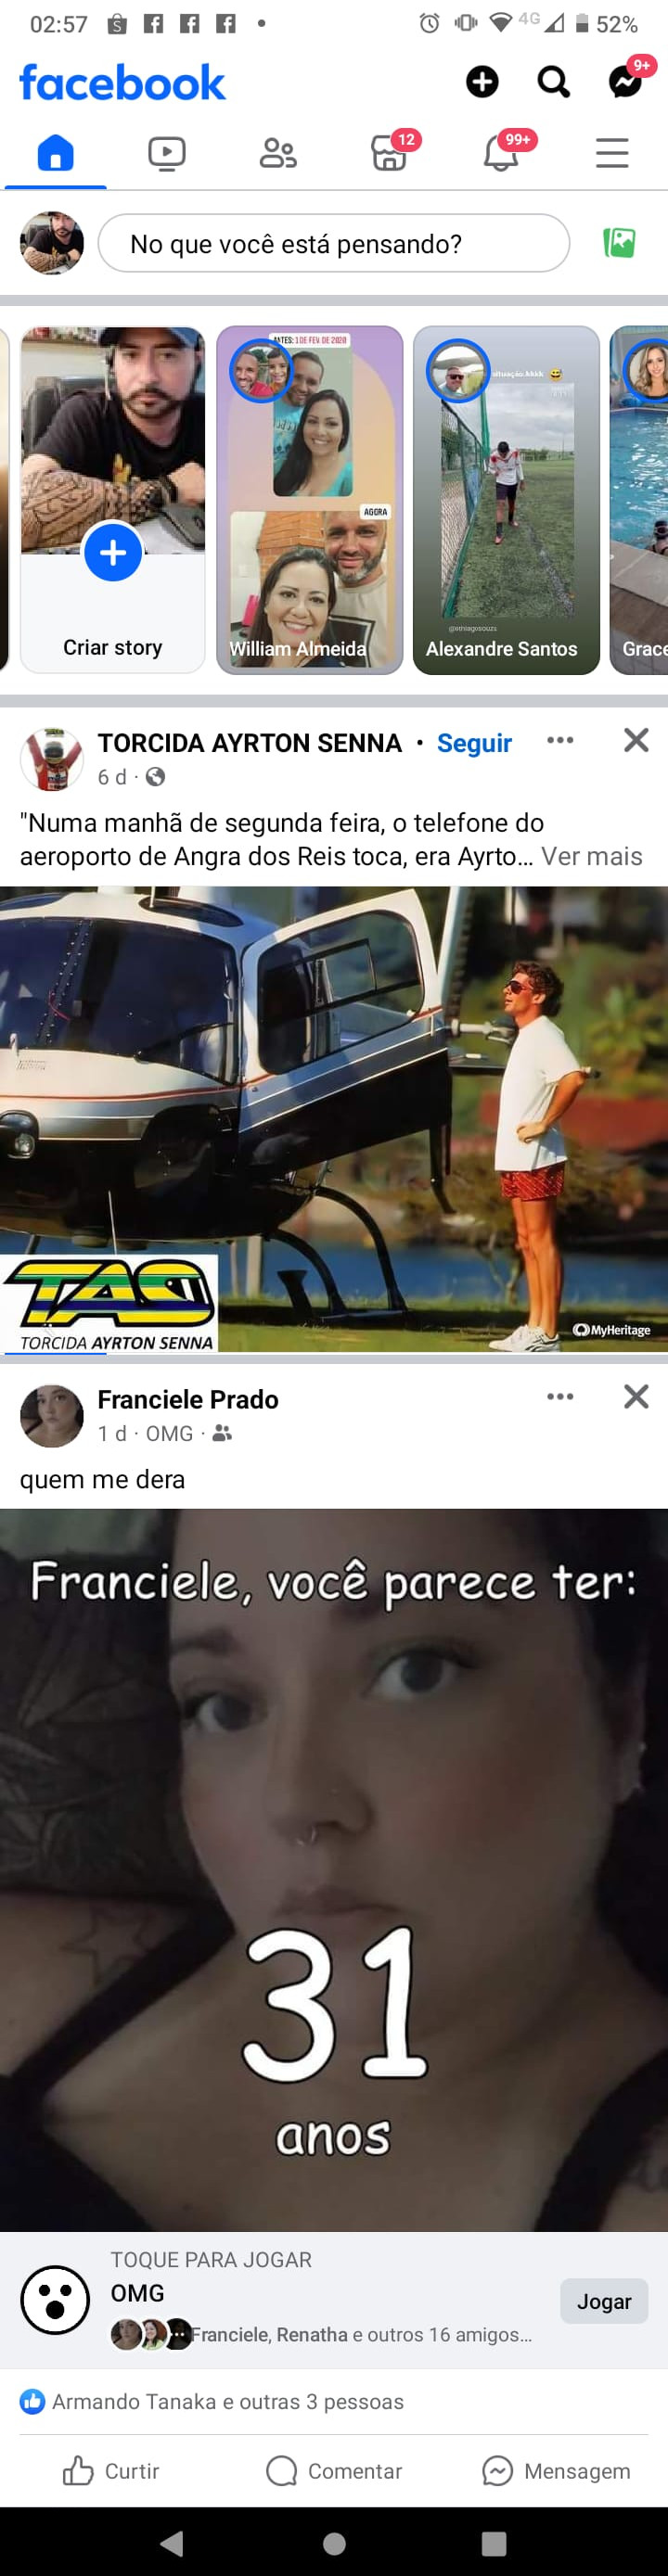 02:57
4G
52%
facebook
9+
12
99+
No que você está pensando?
ANTES: 1 DE FEV. DE 2020
AGORA
situação.kkkk
Criar story
William Almeida
Alexandre Santos
Grace
TORCIDA AYRTON SENNA • Seguir
6 d ·
"Numa manhã de segunda feira, o telefone do
aeroporto de Angra dos Reis toca, era Ayrto... Ver mais
TAS
TORCIDA AYRTON SENNA
MyHeritage
Franciele Prado
1 d · OMG ·
quem me dera
Franciele, você parece ter:
31
anos
TOQUE PARA JOGAR
OMG
Jogar
Franciele, Renatha e outros 16 amigos...
Armando Tanaka e outras 3 pessoas
Curtir
Comentar
Mensagem